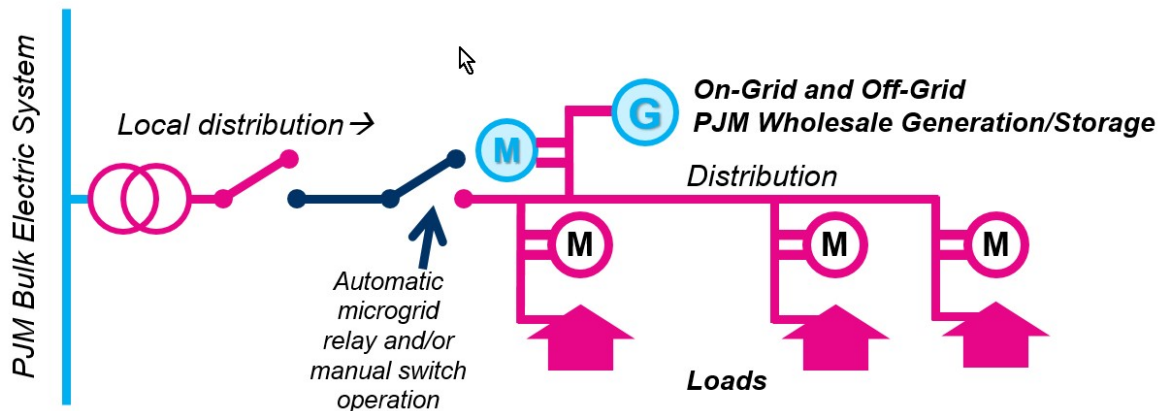 PJM Bulk Electric System
Local distribution →
M
G
On-Grid and Off-Grid
PJM Wholesale Generation/Storage
Distribution
M
M
M
Automatic
microgrid
relay and/or
manual switch
operation
Loads